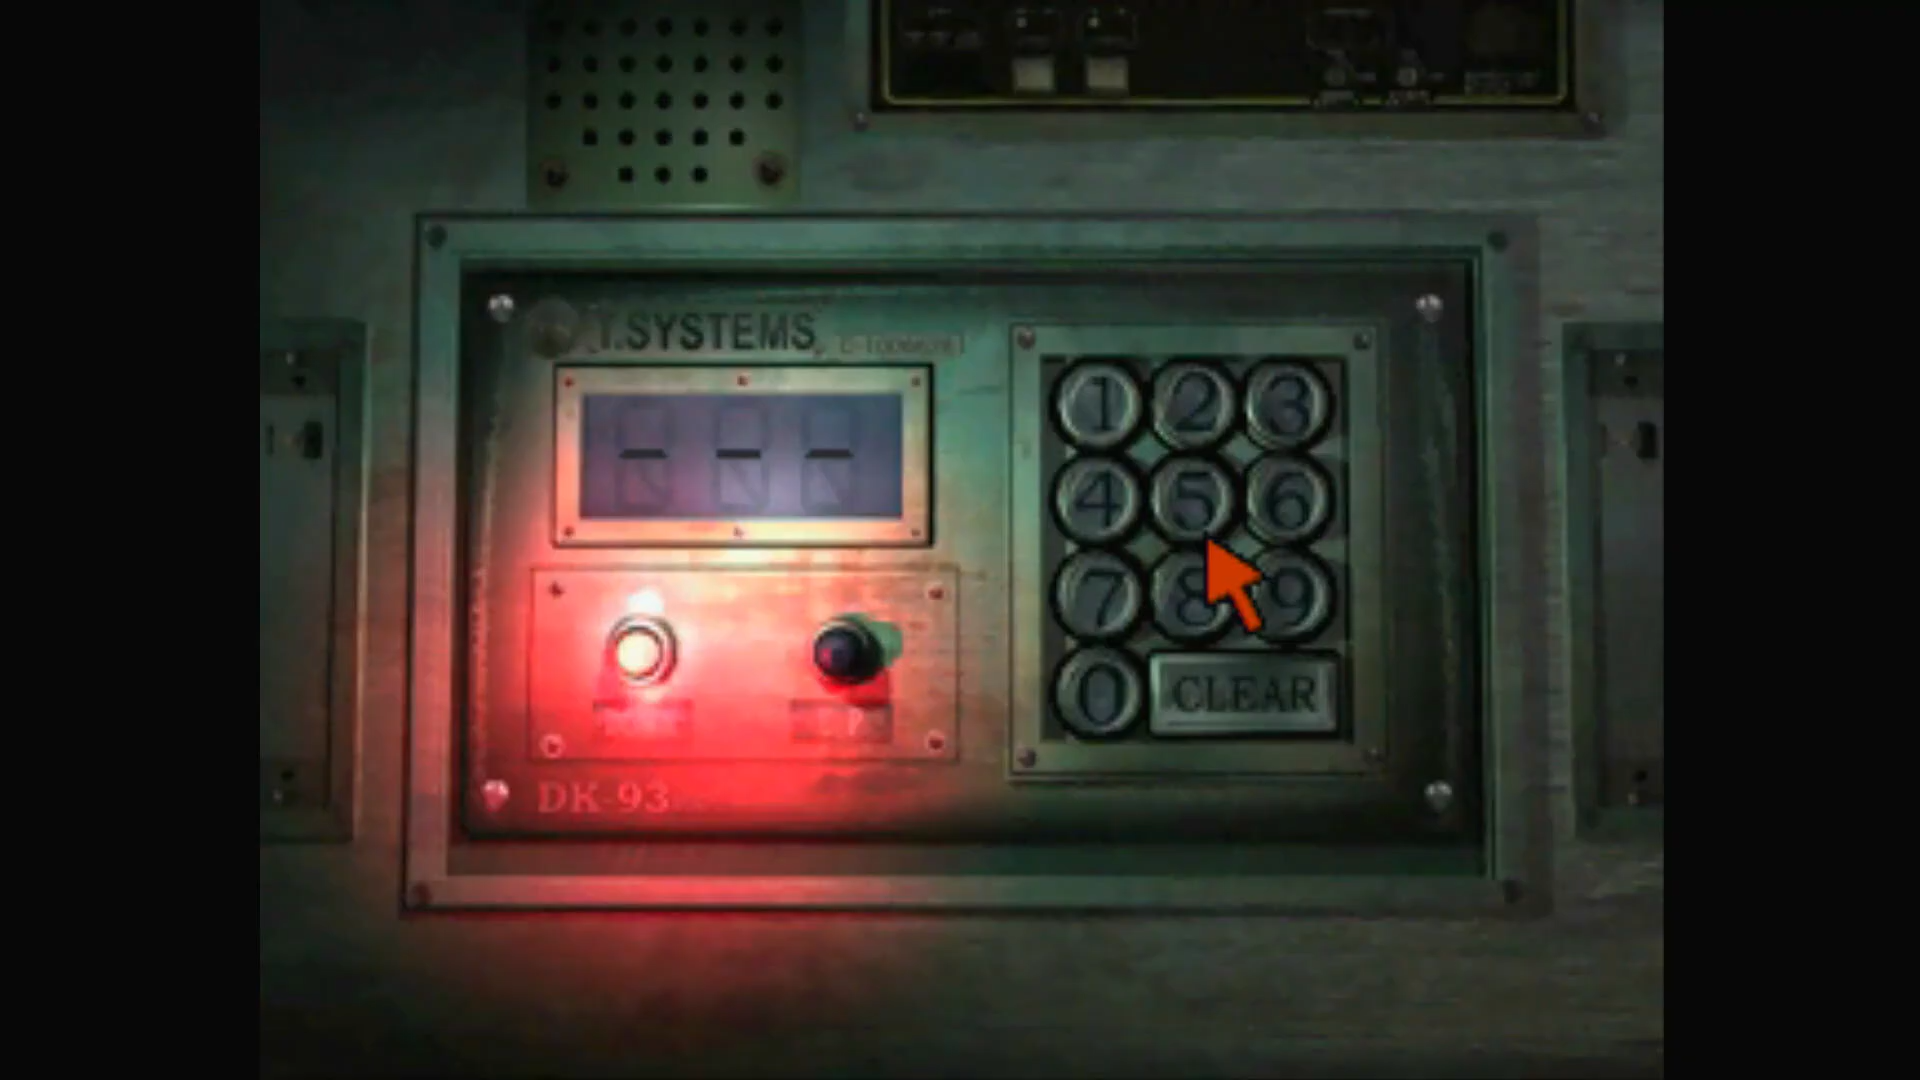 T.SYSTEMS
- - -
1 2 3
4 5 6
7 8 9
0 CLEAR
DK-93